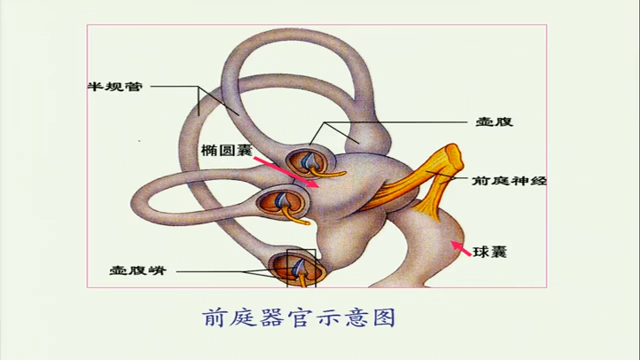 半规管
壶腹
椭圆囊
前庭神经
球囊
壶腹嵴
前庭器官示意图